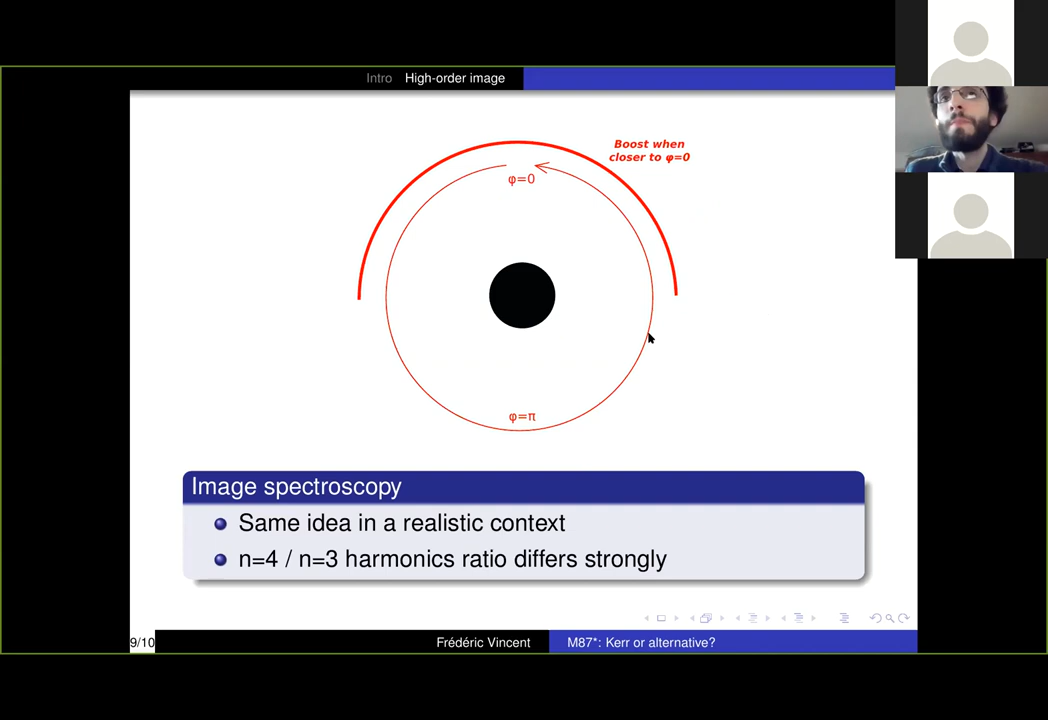 Intro High-order image
Boost when
closer to φ=0
φ=0
φ=π
Image spectroscopy
Same idea in a realistic context
n=4 / n=3 harmonics ratio differs strongly
9/10 Frédéric Vincent M87*: Kerr or alternative?